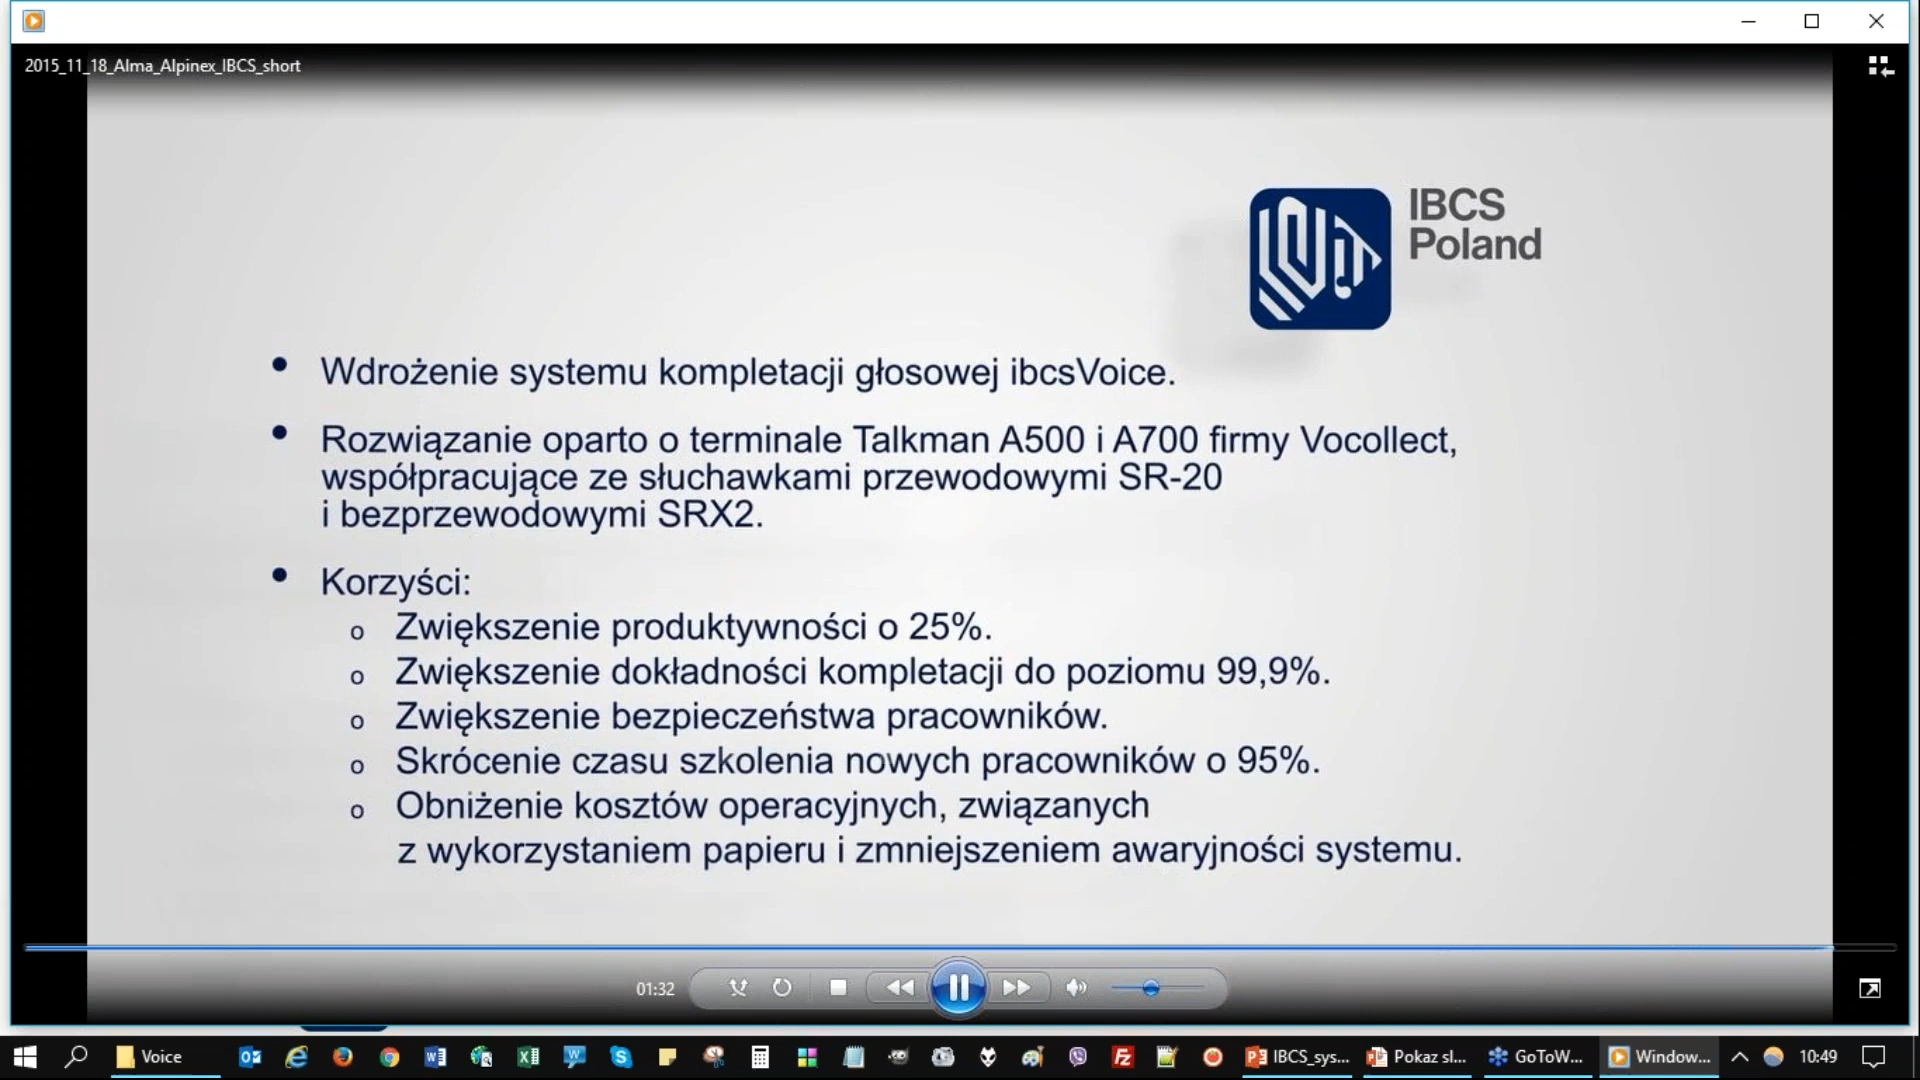 2015_11_18_Alma_Alpinex_IBCS_short
IBCS
Poland
• Wdrożenie systemu kompletacji głosowej ibcsVoice.
• Rozwiązanie oparto o terminale Talkman A500 i A700 firmy Vocollect,
współpracujące ze słuchawkami przewodowymi SR-20
i bezprzewodowymi SRX2.
• Korzyści:
o Zwiększenie produktywności o 25%.
o Zwiększenie dokładności kompletacji do poziomu 99,9%.
o Zwiększenie bezpieczeństwa pracowników.
o Skrócenie czasu szkolenia nowych pracowników o 95%.
o Obniżenie kosztów operacyjnych, związanych
z wykorzystaniem papieru i zmniejszeniem awaryjności systemu.
01:32
Voice
IBCS_sys...
Pokaz sl...
GoToW...
Window...
10:49